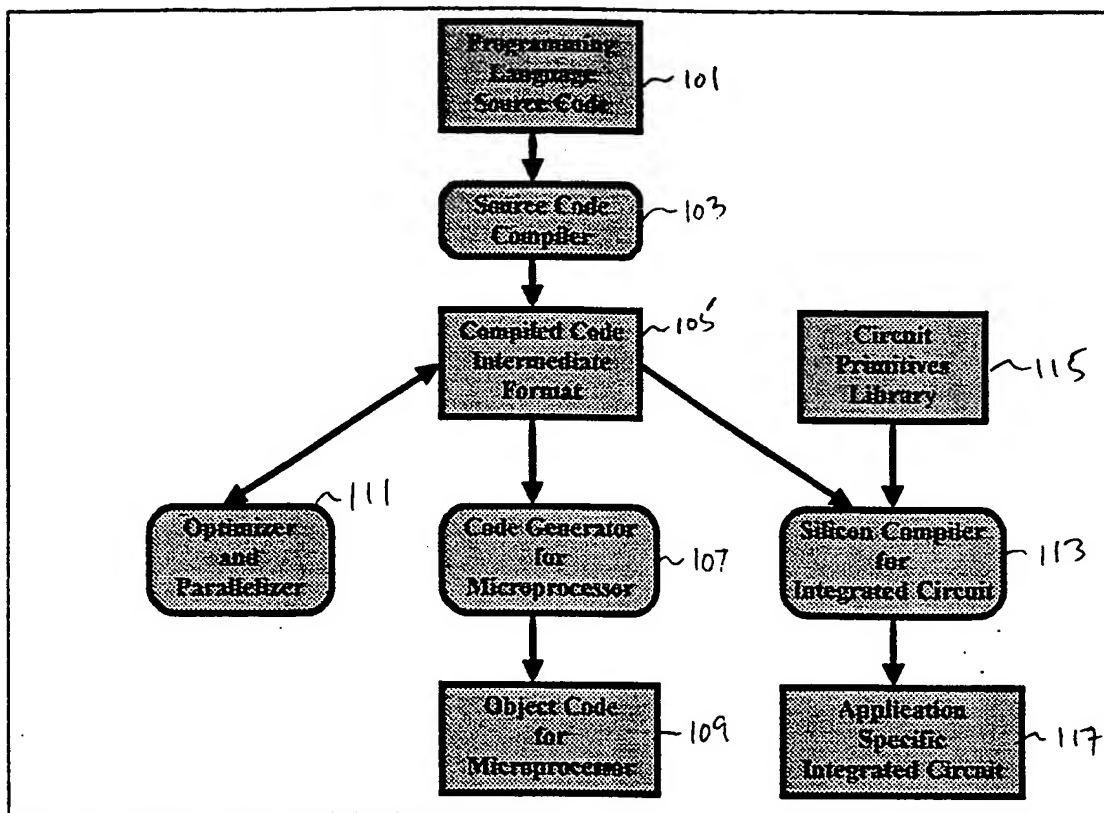 Programming
Language
Source Code
101
Source Code
Compiler
103
Compiled Code
Intermediate
Format
105
Circuit
Primitives
Library
115
Optimizer
and
Parallelizer
111
Code Generator
for
Microprocessor
107
Silicon Compiler
for
Integrated Circuit
113
Object Code
for
Microprocessor
109
Application
Specific
Integrated Circuit
117